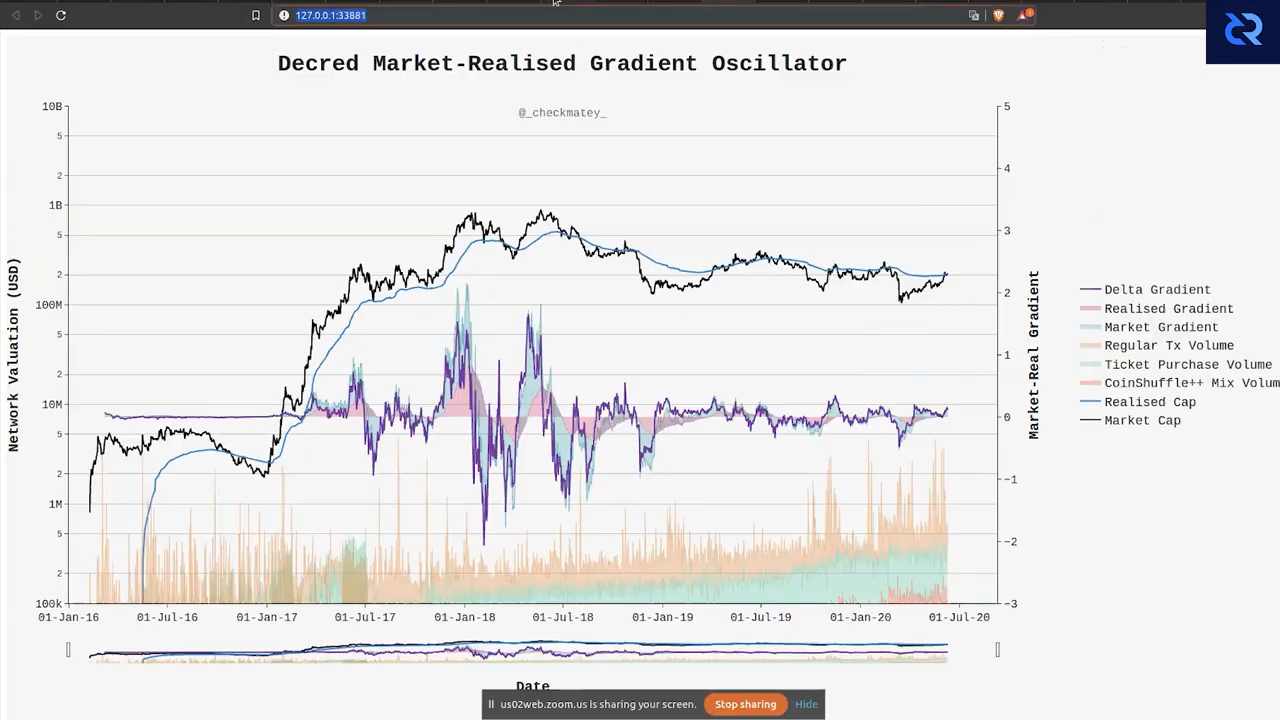 127.0.0.1:33881
Decred Market-Realised Gradient Oscillator
@_checkmatey_
10B
5
2
1B
5
2
100M
5
2
10M
5
2
1M
5
2
100k
Network Valuation (USD)
5
4
3
2
1
0
−1
−2
−3
Market-Real Gradient
Delta Gradient
Realised Gradient
Market Gradient
Regular Tx Volume
Ticket Purchase Volume
CoinShuffle++ Mix Volum
Realised Cap
Market Cap
01-Jan-16 01-Jul-16 01-Jan-17 01-Jul-17 01-Jan-18 01-Jul-18 01-Jan-19 01-Jul-19 01-Jan-20 01-Jul-20
Date
us02web.zoom.us is sharing your screen. Stop sharing Hide